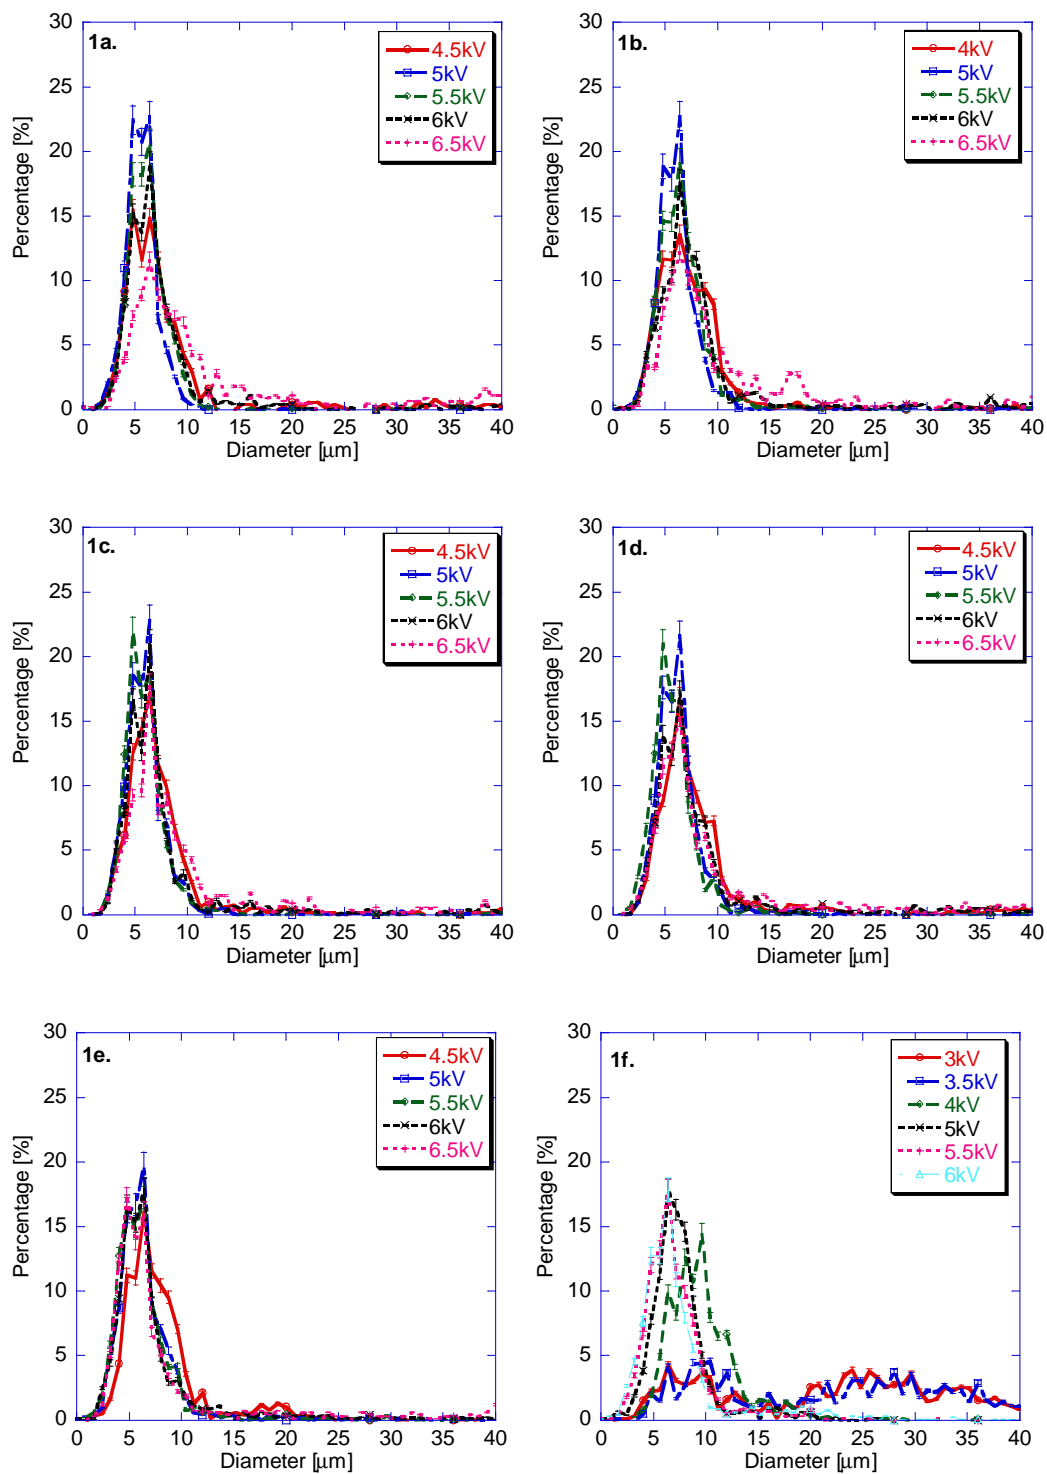 1a.
4.5kV
5kV
5.5kV
6kV
6.5kV
Percentage [%]
30
25
20
15
10
5
0
0 5 10 15 20 25 30 35 40
Diameter [μm]
1b.
4kV
5kV
5.5kV
6kV
6.5kV
Percentage [%]
30
25
20
15
10
5
0
0 5 10 15 20 25 30 35 40
Diameter [μm]
1c.
4.5kV
5kV
5.5kV
6kV
6.5kV
Percentage [%]
30
25
20
15
10
5
0
0 5 10 15 20 25 30 35 40
Diameter [μm]
1d.
4.5kV
5kV
5.5kV
6kV
6.5kV
Percentage [%]
30
25
20
15
10
5
0
0 5 10 15 20 25 30 35 40
Diameter [μm]
1e.
4.5kV
5kV
5.5kV
6kV
6.5kV
Percentage [%]
30
25
20
15
10
5
0
0 5 10 15 20 25 30 35 40
Diameter [μm]
1f.
3kV
3.5kV
4kV
5kV
5.5kV
6kV
Percentage [%]
30
25
20
15
10
5
0
0 5 10 15 20 25 30 35 40
Diameter [μm]